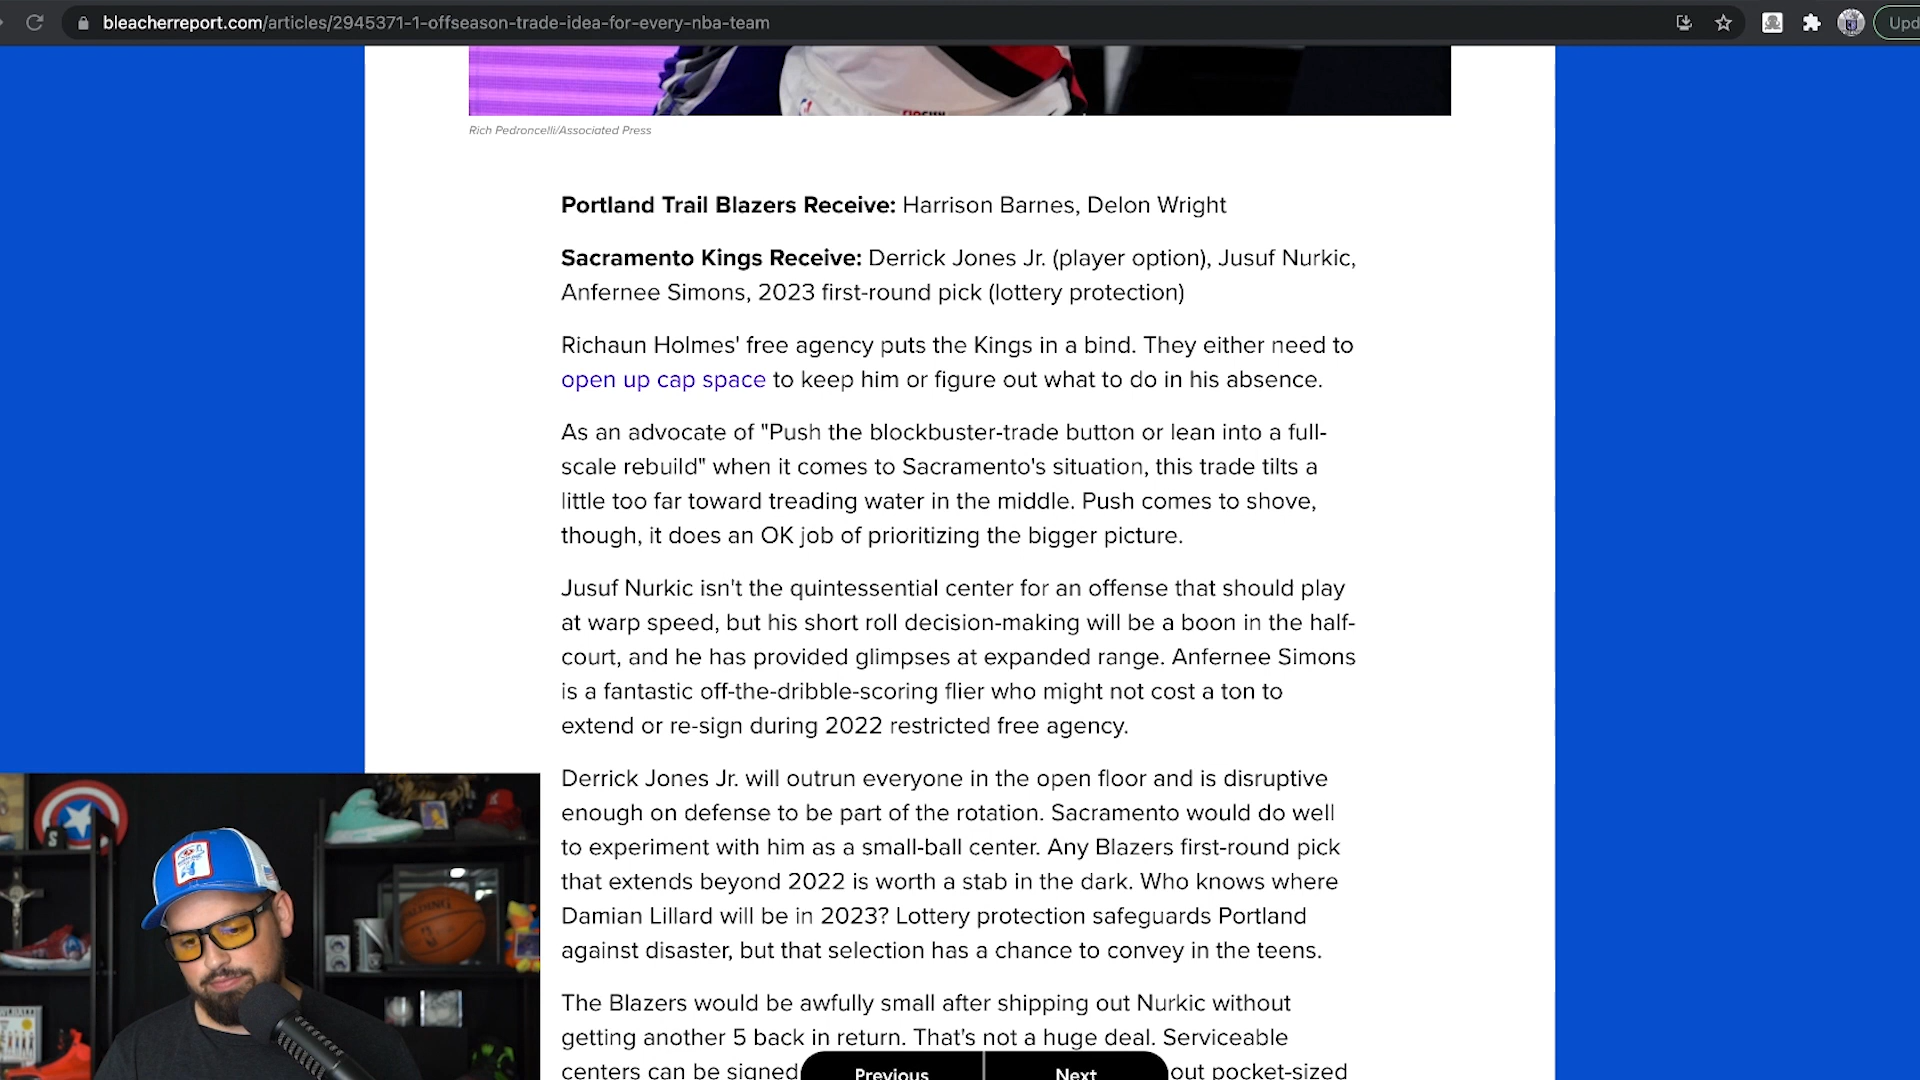 bleacherreport.com/articles/2945371-1-offseason-trade-idea-for-every-nba-team
Rich Pedroncelli/Associated Press
Portland Trail Blazers Receive: Harrison Barnes, Delon Wright
Sacramento Kings Receive: Derrick Jones Jr. (player option), Jusuf Nurkic,
Anfernee Simons, 2023 first-round pick (lottery protection)
Richaun Holmes' free agency puts the Kings in a bind. They either need to
open up cap space to keep him or figure out what to do in his absence.
As an advocate of "Push the blockbuster-trade button or lean into a full-
scale rebuild" when it comes to Sacramento's situation, this trade tilts a
little too far toward treading water in the middle. Push comes to shove,
though, it does an OK job of prioritizing the bigger picture.
Jusuf Nurkic isn't the quintessential center for an offense that should play
at warp speed, but his short roll decision-making will be a boon in the half-
court, and he has provided glimpses at expanded range. Anfernee Simons
is a fantastic off-the-dribble-scoring flier who might not cost a ton to
extend or re-sign during 2022 restricted free agency.
Derrick Jones Jr. will outrun everyone in the open floor and is disruptive
enough on defense to be part of the rotation. Sacramento would do well
to experiment with him as a small-ball center. Any Blazers first-round pick
that extends beyond 2022 is worth a stab in the dark. Who knows where
Damian Lillard will be in 2023? Lottery protection safeguards Portland
against disaster, but that selection has a chance to convey in the teens.
The Blazers would be awfully small after shipping out Nurkic without
getting another 5 back in return. That's not a huge deal. Serviceable
centers can be signed out pocket-sized
Previous Next
SPALDING